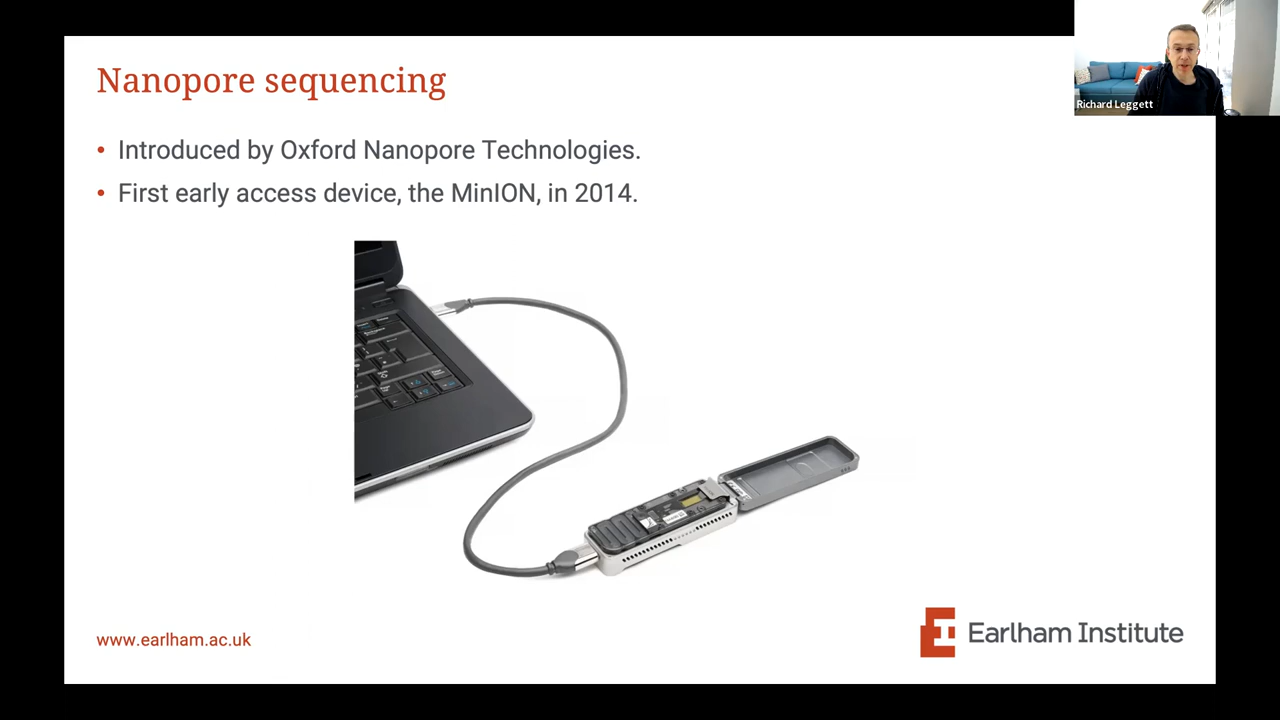 Nanopore sequencing
Richard Leggett
• Introduced by Oxford Nanopore Technologies.
• First early access device, the MinION, in 2014.
www.earlham.ac.uk
Earlham Institute